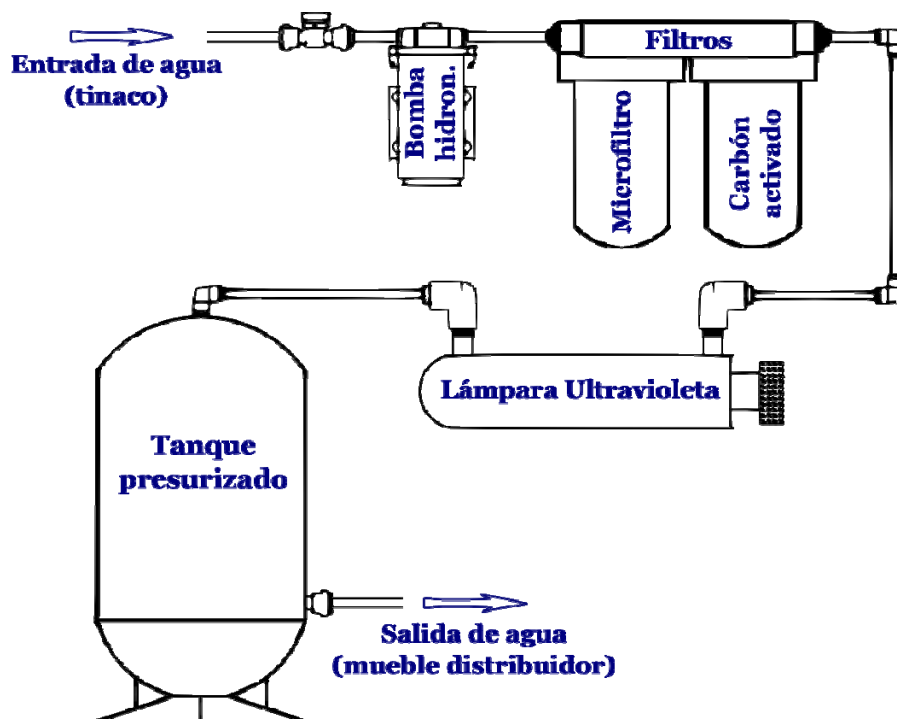 Entrada de agua
(tinaco)
Bomba
hidron.
Filtros
Microfiltro
Carbón
activado
Lámpara Ultravioleta
Tanque
presurizado
Salida de agua
(mueble distribuidor)